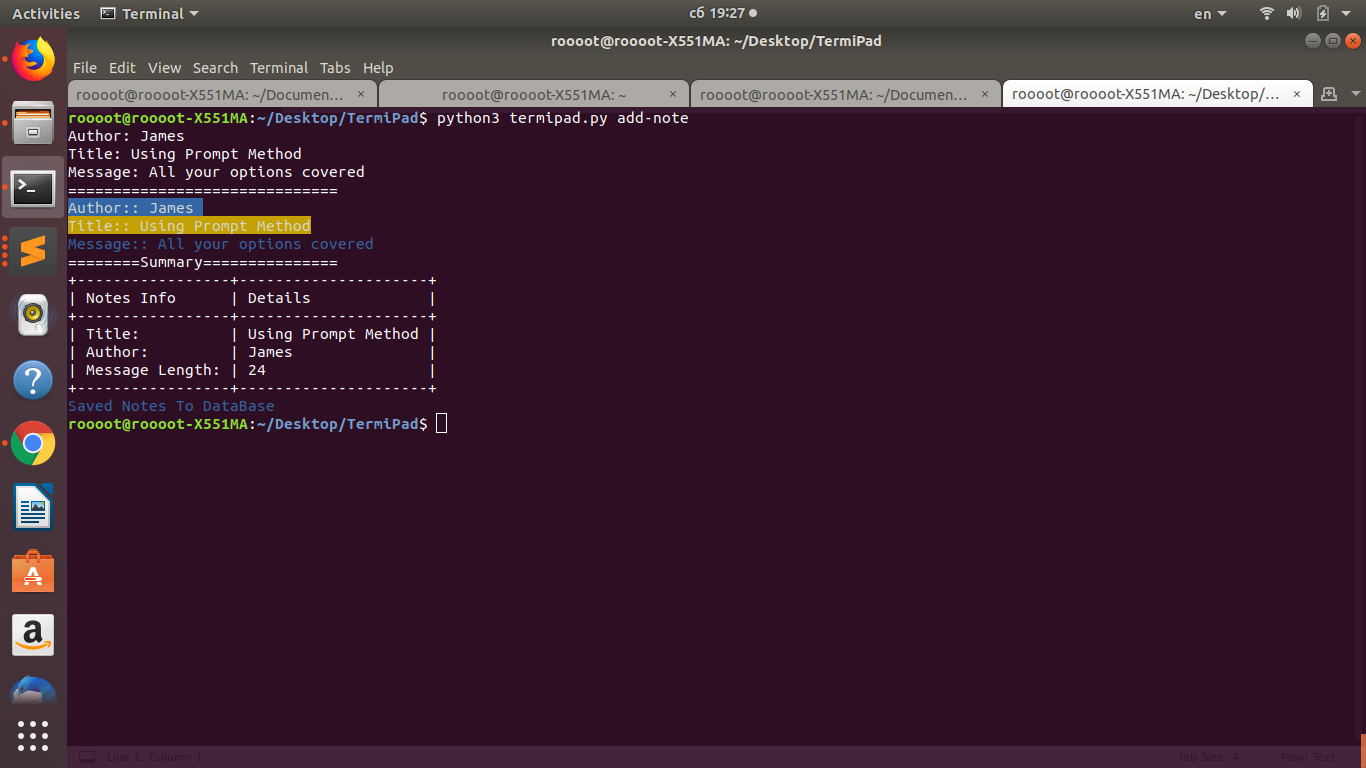 Activities Terminal сб 19:27 en
roooot@roooot-X551MA: ~/Desktop/TermiPad
File Edit View Search Terminal Tabs Help
roooot@roooot-X551MA: ~/Documen... × roooot@roooot-X551MA: ~ × roooot@roooot-X551MA: ~/Documen... × roooot@roooot-X551MA: ~/Desktop/... ×
roooot@roooot-X551MA:~/Desktop/TermiPad$ python3 termipad.py add-note
Author: James
Title: Using Prompt Method
Message: All your options covered
==============================
Author:: James
Title:: Using Prompt Method
Message:: All your options covered
========Summary===============
+-----------------+---------------------+
| Notes Info      | Details             |
+-----------------+---------------------+
| Title:          | Using Prompt Method |
| Author:         | James               |
| Message Length: | 24                  |
+-----------------+---------------------+
Saved Notes To DataBase
roooot@roooot-X551MA:~/Desktop/TermiPad$
Line 1, Column 1 Tab Size: 4 Plain Text